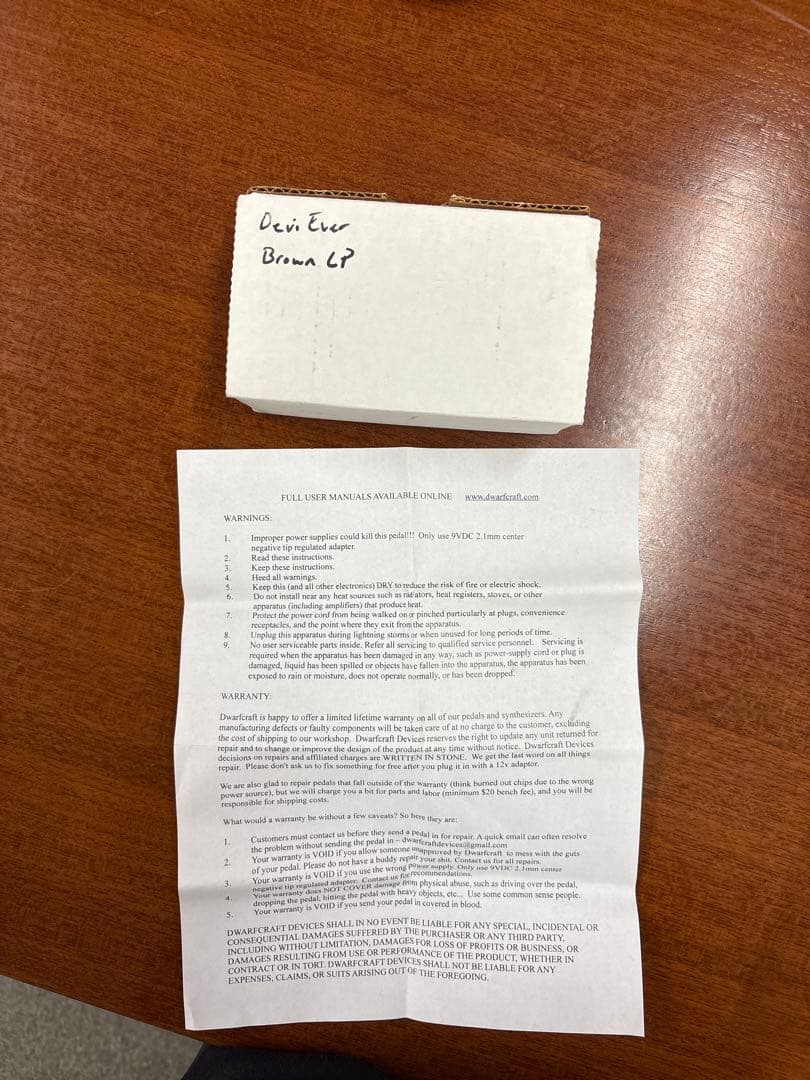 Devi Ever
Brown LP
FULL USER MANUALS AVAILABLE ONLINE www.dwarfcraft.com
WARNINGS:
1. Improper power supplies could kill this pedal!!! Only use 9VDC 2.1mm center
negative tip regulated adapter.
2. Read these instructions.
3. Keep these instructions.
4. Heed all warnings.
5. Keep this (and all other electronics) DRY to reduce the risk of fire or electric shock.
6. Do not install near any heat sources such as radiators, heat registers, stoves, or other
apparatus (including amplifiers) that produce heat.
7. Protect the power cord from being walked on or pinched particularly at plugs, convenience
receptacles, and the point where they exit from the apparatus.
8. Unplug this apparatus during lightning storms or when unused for long periods of time.
9. No user serviceable parts inside. Refer all servicing to qualified service personnel. Servicing is
required when the apparatus has been damaged in any way, such as power-supply cord or plug is
damaged, liquid has been spilled or objects have fallen into the apparatus, the apparatus has been
exposed to rain or moisture, does not operate normally, or has been dropped.
WARRANTY:
Dwarfcraft is happy to offer a limited lifetime warranty on all of our pedals and synthesizers. Any
manufacturing defects or faulty components will be taken care of at no charge to the customer, excluding
the cost of shipping to our workshop. Dwarfcraft Devices reserves the right to update any unit returned for
repair and to change or improve the design of the product at any time without notice. Dwarfcraft Devices
decisions on repairs and affiliated charges are WRITTEN IN STONE. We get the last word on all things
repair. Please don't ask us to fix something for free after you plug it in with a 12v adaptor.
We are also glad to repair pedals that fall outside of the warranty (think burned out chips due to the wrong
power source), but we will charge you a bit for parts and labor (minimum $20 bench fee), and you will be
responsible for shipping costs.
What would a warranty be without a few caveats? So here they are:
1. Customers must contact us before they send a pedal in for repair. A quick email can often resolve
the problem without sending the pedal in – dwarfcraftdevices@gmail.com
2. Your warranty is VOID if you allow someone unapproved by Dwarfcraft to mess with the guts
of your pedal. Please do not have a buddy repair your shit. Contact us for all repairs.
3. Your warranty is VOID if you use the wrong power supply. Only use 9VDC 2.1mm center
negative tip regulated adapter. Contact us for recommendations.
4. Your warranty does NOT COVER damage from physical abuse, such as driving over the pedal,
dropping the pedal, hitting the pedal with heavy objects, etc... Use some common sense people.
5. Your warranty is VOID if you send your pedal in covered in blood.
DWARFCRAFT DEVICES SHALL IN NO EVENT BE LIABLE FOR ANY SPECIAL, INCIDENTAL OR
CONSEQUENTIAL DAMAGES SUFFERED BY THE PURCHASER OR ANY THIRD PARTY,
INCLUDING WITHOUT LIMITATION, DAMAGES FOR LOSS OF PROFITS OR BUSINESS, OR
DAMAGES RESULTING FROM USE OR PERFORMANCE OF THE PRODUCT, WHETHER IN
CONTRACT OR IN TORT. DWARFCRAFT DEVICES SHALL NOT BE LIABLE FOR ANY
EXPENSES, CLAIMS, OR SUITS ARISING OUT OF THE FOREGOING.